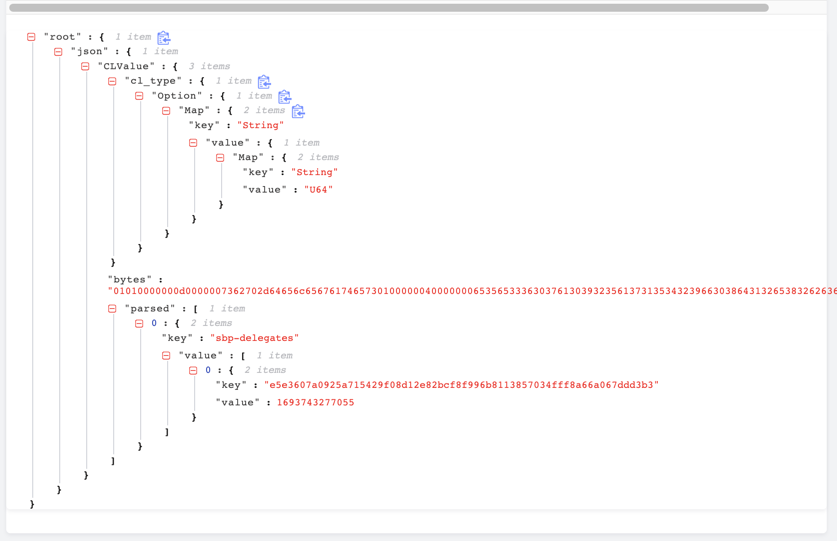 "root" : { 1 item
"json" : { 1 item
"CLValue" : { 3 items
"cl_type" : { 1 item
"Option" : { 1 item
"Map" : { 2 items
"key" : "String"
"value" : { 1 item
"Map" : { 2 items
"key" : "String"
"value" : "U64"
}
}
}
}
}
"bytes" :
"01010000000d0000007362702d64656c6567617465730100000040000000653565333630376130393235613731353432396630386431326538326263
"parsed" : [ 1 item
0 : { 2 items
"key" : "sbp-delegates"
"value" : [ 1 item
0 : { 2 items
"key" : "e5e3607a0925a715429f08d12e82bcf8f996b8113857034fff8a66a067ddd3b3"
"value" : 1693743277055
}
]
}
]
}
}
}